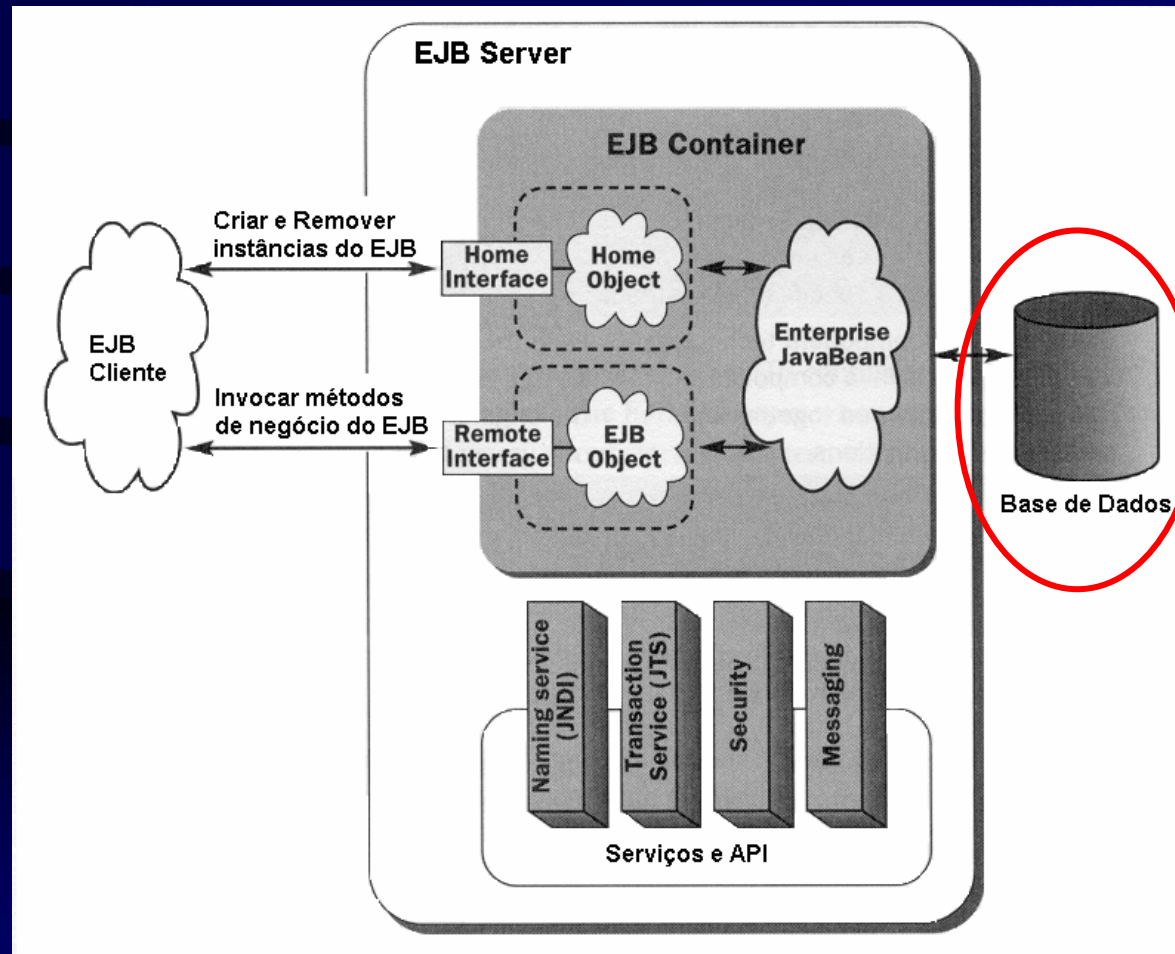 EJB Server
EJB Container
Criar e Remover
instâncias do EJB
Home
Interface
Home
Object
EJB
Cliente
Enterprise
JavaBean
Invocar métodos
de negócio do EJB
Remote
Interface
EJB
Object
Base de Dados
Naming service
(JNDI)
Transaction
Service (JTS)
Security
Messaging
Serviços e API